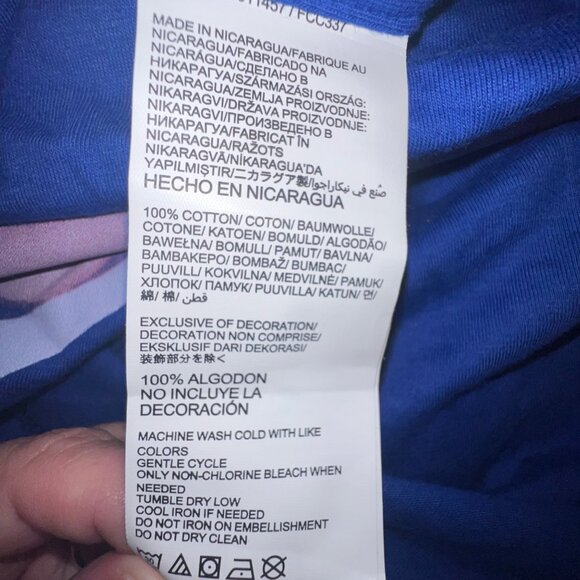 11457 / FCC337
MADE IN NICARAGUA/FABRIQUE AU
NICARAGUA/FABRICADO NA
NICARÁGUA/СДЕЛАНО В
НИКАРАГУА/SZÁRMAZÁSI ORSZÁG:
NIKARAGUA/ZEMLJA PROIZVODNJE:
NIKARAGVI/DRŽAVA PROIZVODNJE:
NIKARAGVI/ПРОИЗВЕДЕНО В
НИКАРАГУА/FABRICAT ÎN
NICARAGUA/RAŽOTS
NIKARAGVĀ/NİKARAGUA'DA
YAPILMIŞTIR/ニカラグア製/صُنع في نيكاراجوا
HECHO EN NICARAGUA
100% COTTON/ COTON/ BAUMWOLLE/
COTONE/ KATOEN/ BOMULD/ ALGODÃO/
BAWEŁNA/ BOMULL/ PAMUT/ BAVLNA/
BAMBAKEPO/ BOMBAŽ/ BUMBAC/
PUUVILL/ KOKVILNA/ MEDVILNĖ/ PAMUK/
ХЛОПОК/ ПАМУК/ PUUVILLA/ KATUN/ 면/
綿/ 棉/ قطن/
EXCLUSIVE OF DECORATION/
DECORATION NON COMPRISE/
EKSKLUSIF DARI DEKORASI/
装飾部分を除<
100% ALGODON
NO INCLUYE LA
DECORACIÓN
MACHINE WASH COLD WITH LIKE
COLORS
GENTLE CYCLE
ONLY NON-CHLORINE BLEACH WHEN
NEEDED
TUMBLE DRY LOW
COOL IRON IF NEEDED
DO NOT IRON ON EMBELLISHMENT
DO NOT DRY CLEAN